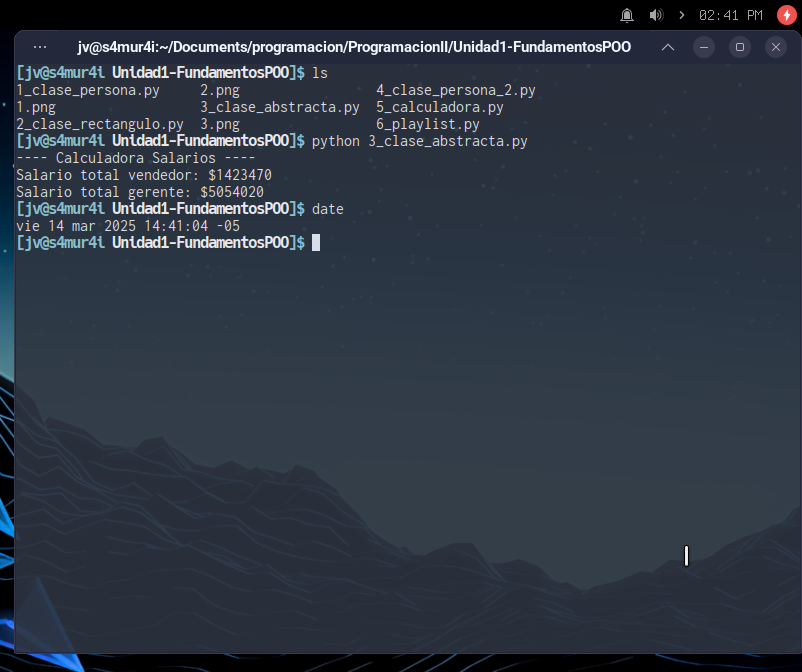 02:41 PM
jv@s4mur4i:~/Documents/programacion/ProgramacionII/Unidad1-FundamentosPOO
[jv@s4mur4i Unidad1-FundamentosPOO]$ ls
1_clase_persona.py     2.png                 4_clase_persona_2.py
1.png                  3_clase_abstracta.py  5_calculadora.py
2_clase_rectangulo.py  3.png                 6_playlist.py
[jv@s4mur4i Unidad1-FundamentosPOO]$ python 3_clase_abstracta.py
---- Calculadora Salarios ----
Salario total vendedor: $1423470
Salario total gerente: $5054020
[jv@s4mur4i Unidad1-FundamentosPOO]$ date
vie 14 mar 2025 14:41:04 -05
[jv@s4mur4i Unidad1-FundamentosPOO]$